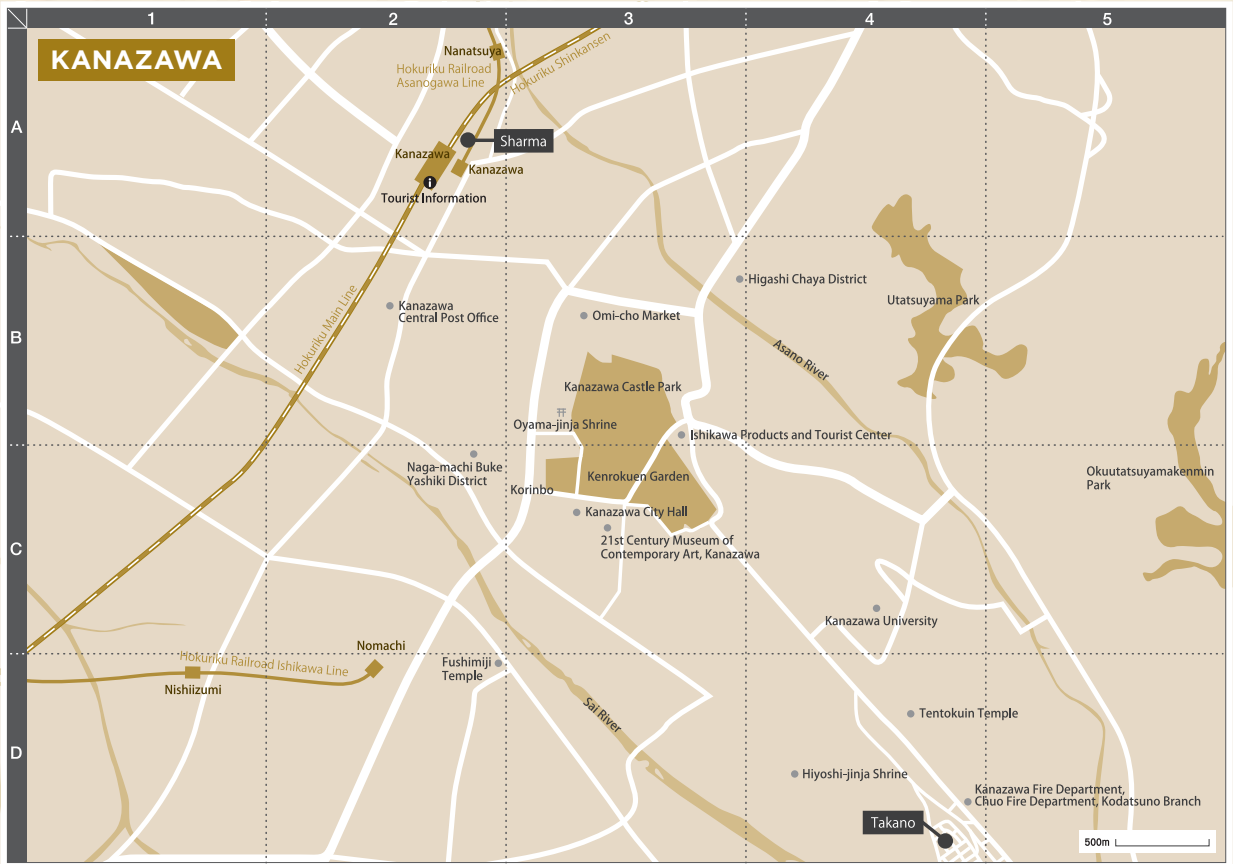 1 2 3 4 5
KANAZAWA
A
B
C
D
Nanatsuya
Hokuriku Railroad
Asanogawa Line
Hokuriku Shinkansen
Sharma
Kanazawa
Kanazawa
i
Tourist Information
Higashi Chaya District
Utatsuyama Park
Kanazawa
Central Post Office
Omi-cho Market
Hokuriku Main Line
Asano River
Kanazawa Castle Park
Oyama-jinja Shrine
Ishikawa Products and Tourist Center
Naga-machi Buke
Yashiki District
Korinbo
Kenrokuen Garden
Okuutatsuyamakenmin
Park
Kanazawa City Hall
21st Century Museum of
Contemporary Art, Kanazawa
Kanazawa University
Nomachi
Hokuriku Railroad Ishikawa Line
Nishiizumi
Fushimiji
Temple
Sai River
Tentokuin Temple
Hiyoshi-jinja Shrine
Kanazawa Fire Department,
Chuo Fire Department, Kodatsuno Branch
Takano
500m